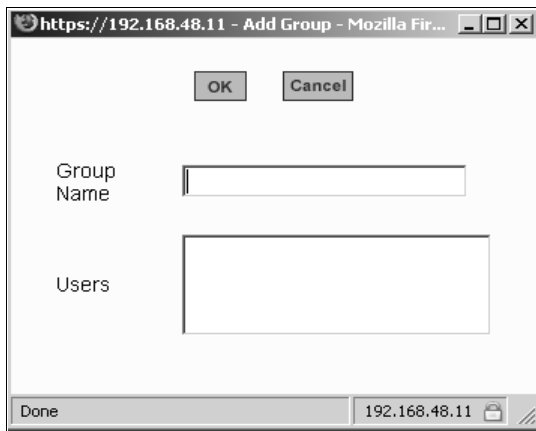 https://192.168.48.11 - Add Group - Mozilla Fir...
OK
Cancel
Group
Name
Users
Done
192.168.48.11